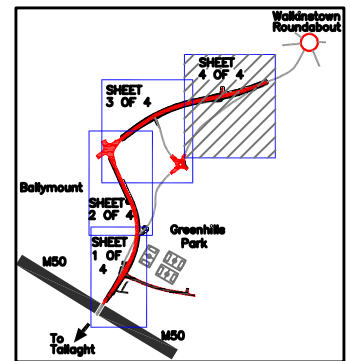 Walkinstown
Roundabout
SHEET
4 OF 4
SHEET
3 OF 4
Ballymount
SHEET
2 OF 4
Greenhills
Park
SHEET
1 OF
4
M50
M50
To
Tallaght